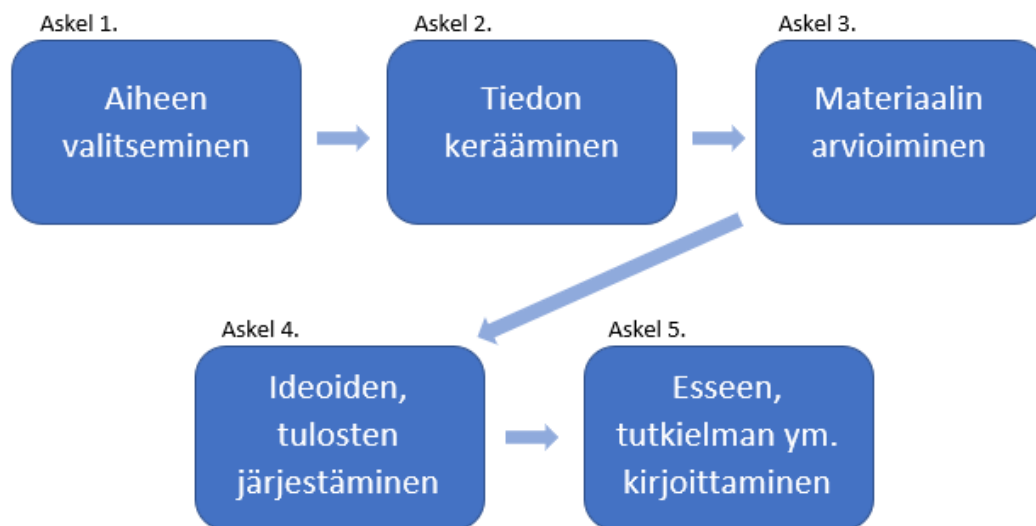 Askel 1.
Aiheen
valitseminen
Askel 2.
Tiedon
kerääminen
Askel 3.
Materiaalin
arvioiminen
Askel 4.
Ideoiden,
tulosten
järjestäminen
Askel 5.
Esseen,
tutkielman ym.
kirjoittaminen